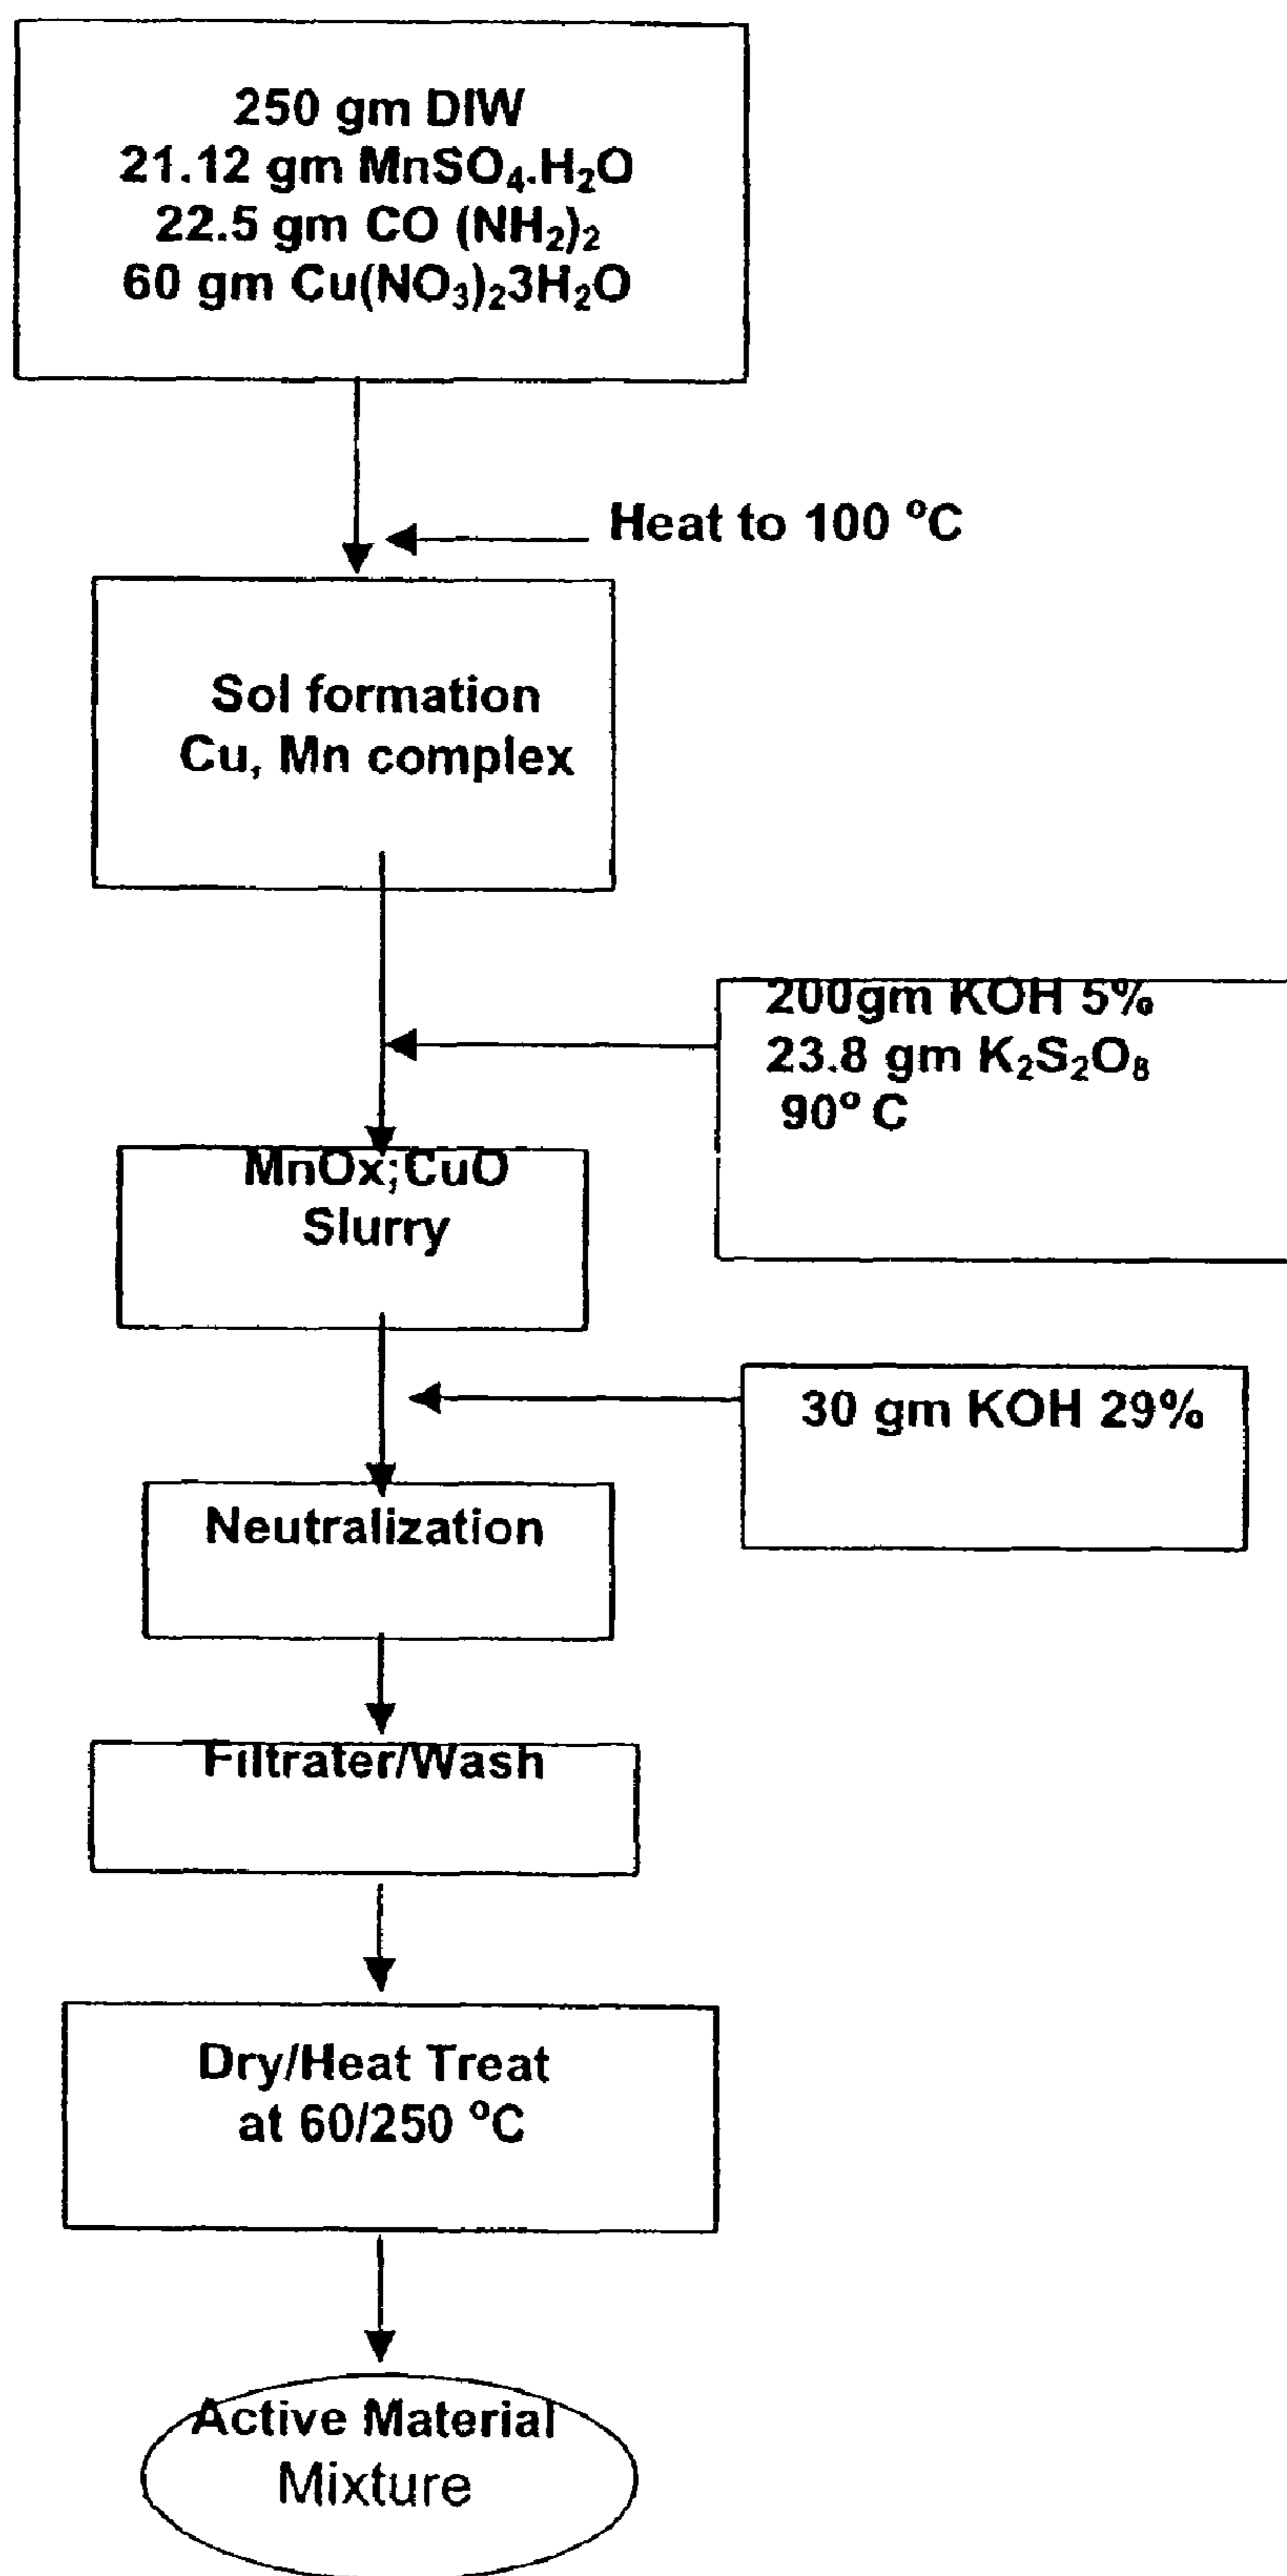 250 gm DIW
21.12 gm MnSO₄.H₂O
22.5 gm CO (NH₂)₂
60 gm Cu(NO₃)₂3H₂O
Heat to 100 °C
Sol formation
Cu, Mn complex
200gm KOH 5%
23.8 gm K₂S₂O₈
90° C
MnOx;CuO
Slurry
30 gm KOH 29%
Neutralization
Filtrater/Wash
Dry/Heat Treat
at 60/250 °C
Active Material
Mixture